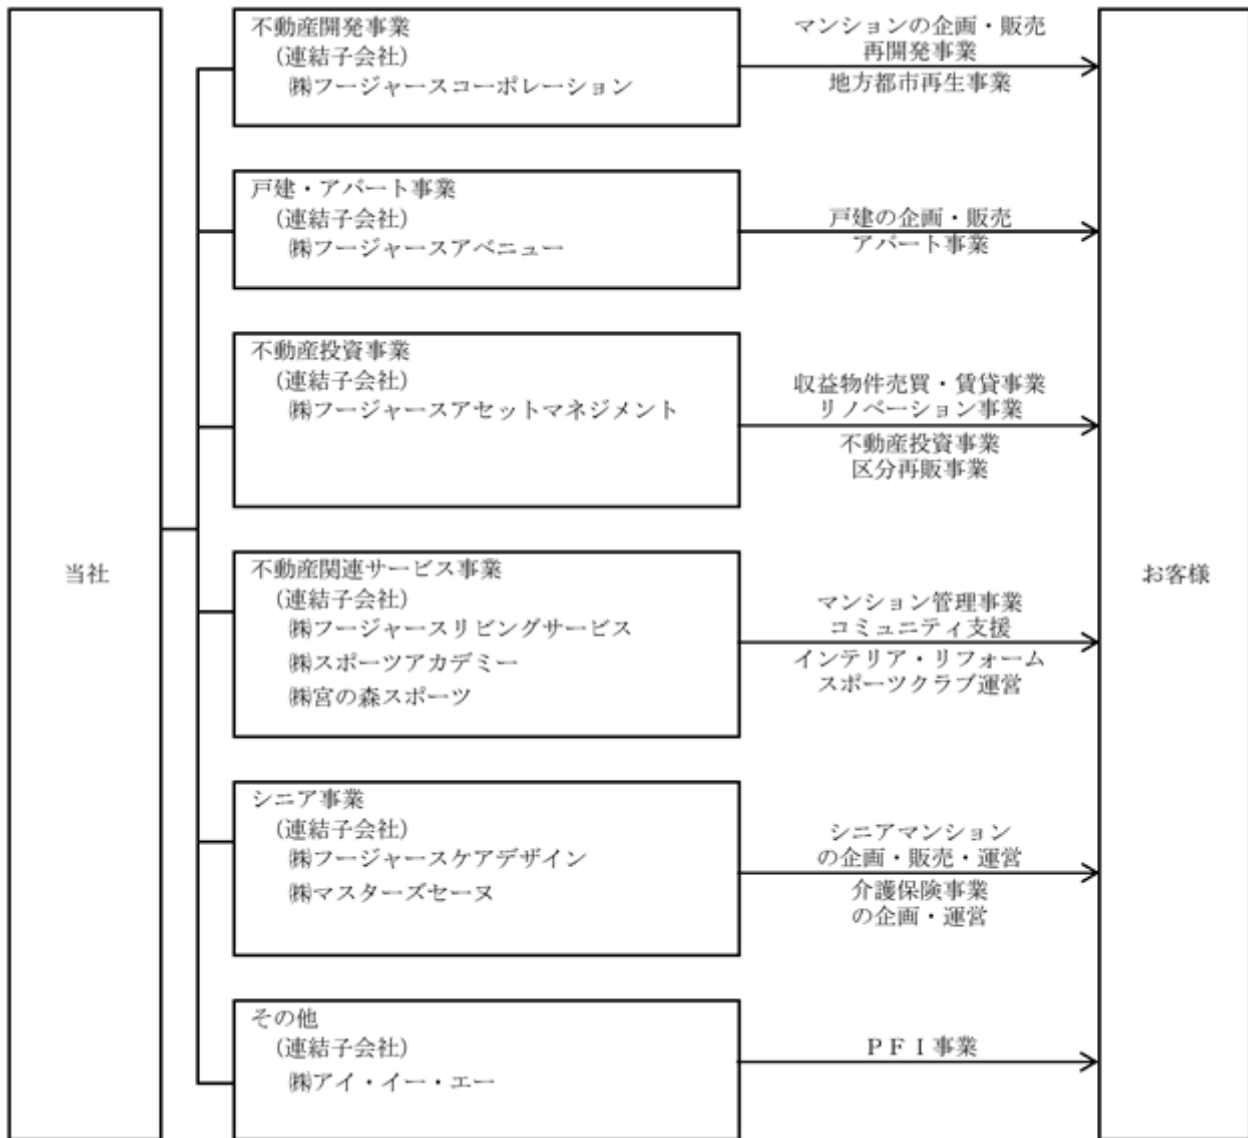 当社
不動産開発事業
(連結子会社)
㈱フージャースコーポレーション
マンションの企画・販売
再開発事業
地方都市再生事業
戸建・アパート事業
(連結子会社)
㈱フージャースアベニュー
戸建の企画・販売
アパート事業
不動産投資事業
(連結子会社)
㈱フージャースアセットマネジメント
収益物件売買・賃貸事業
リノベーション事業
不動産投資事業
区分再販事業
不動産関連サービス事業
(連結子会社)
㈱フージャースリビングサービス
㈱スポーツアカデミー
㈱宮の森スポーツ
マンション管理事業
コミュニティ支援
インテリア・リフォーム
スポーツクラブ運営
シニア事業
(連結子会社)
㈱フージャースケアデザイン
㈱マスターズセーヌ
シニアマンション
の企画・販売・運営
介護保険事業
の企画・運営
その他
(連結子会社)
㈱アイ・イー・エー
ＰＦＩ事業
お客様